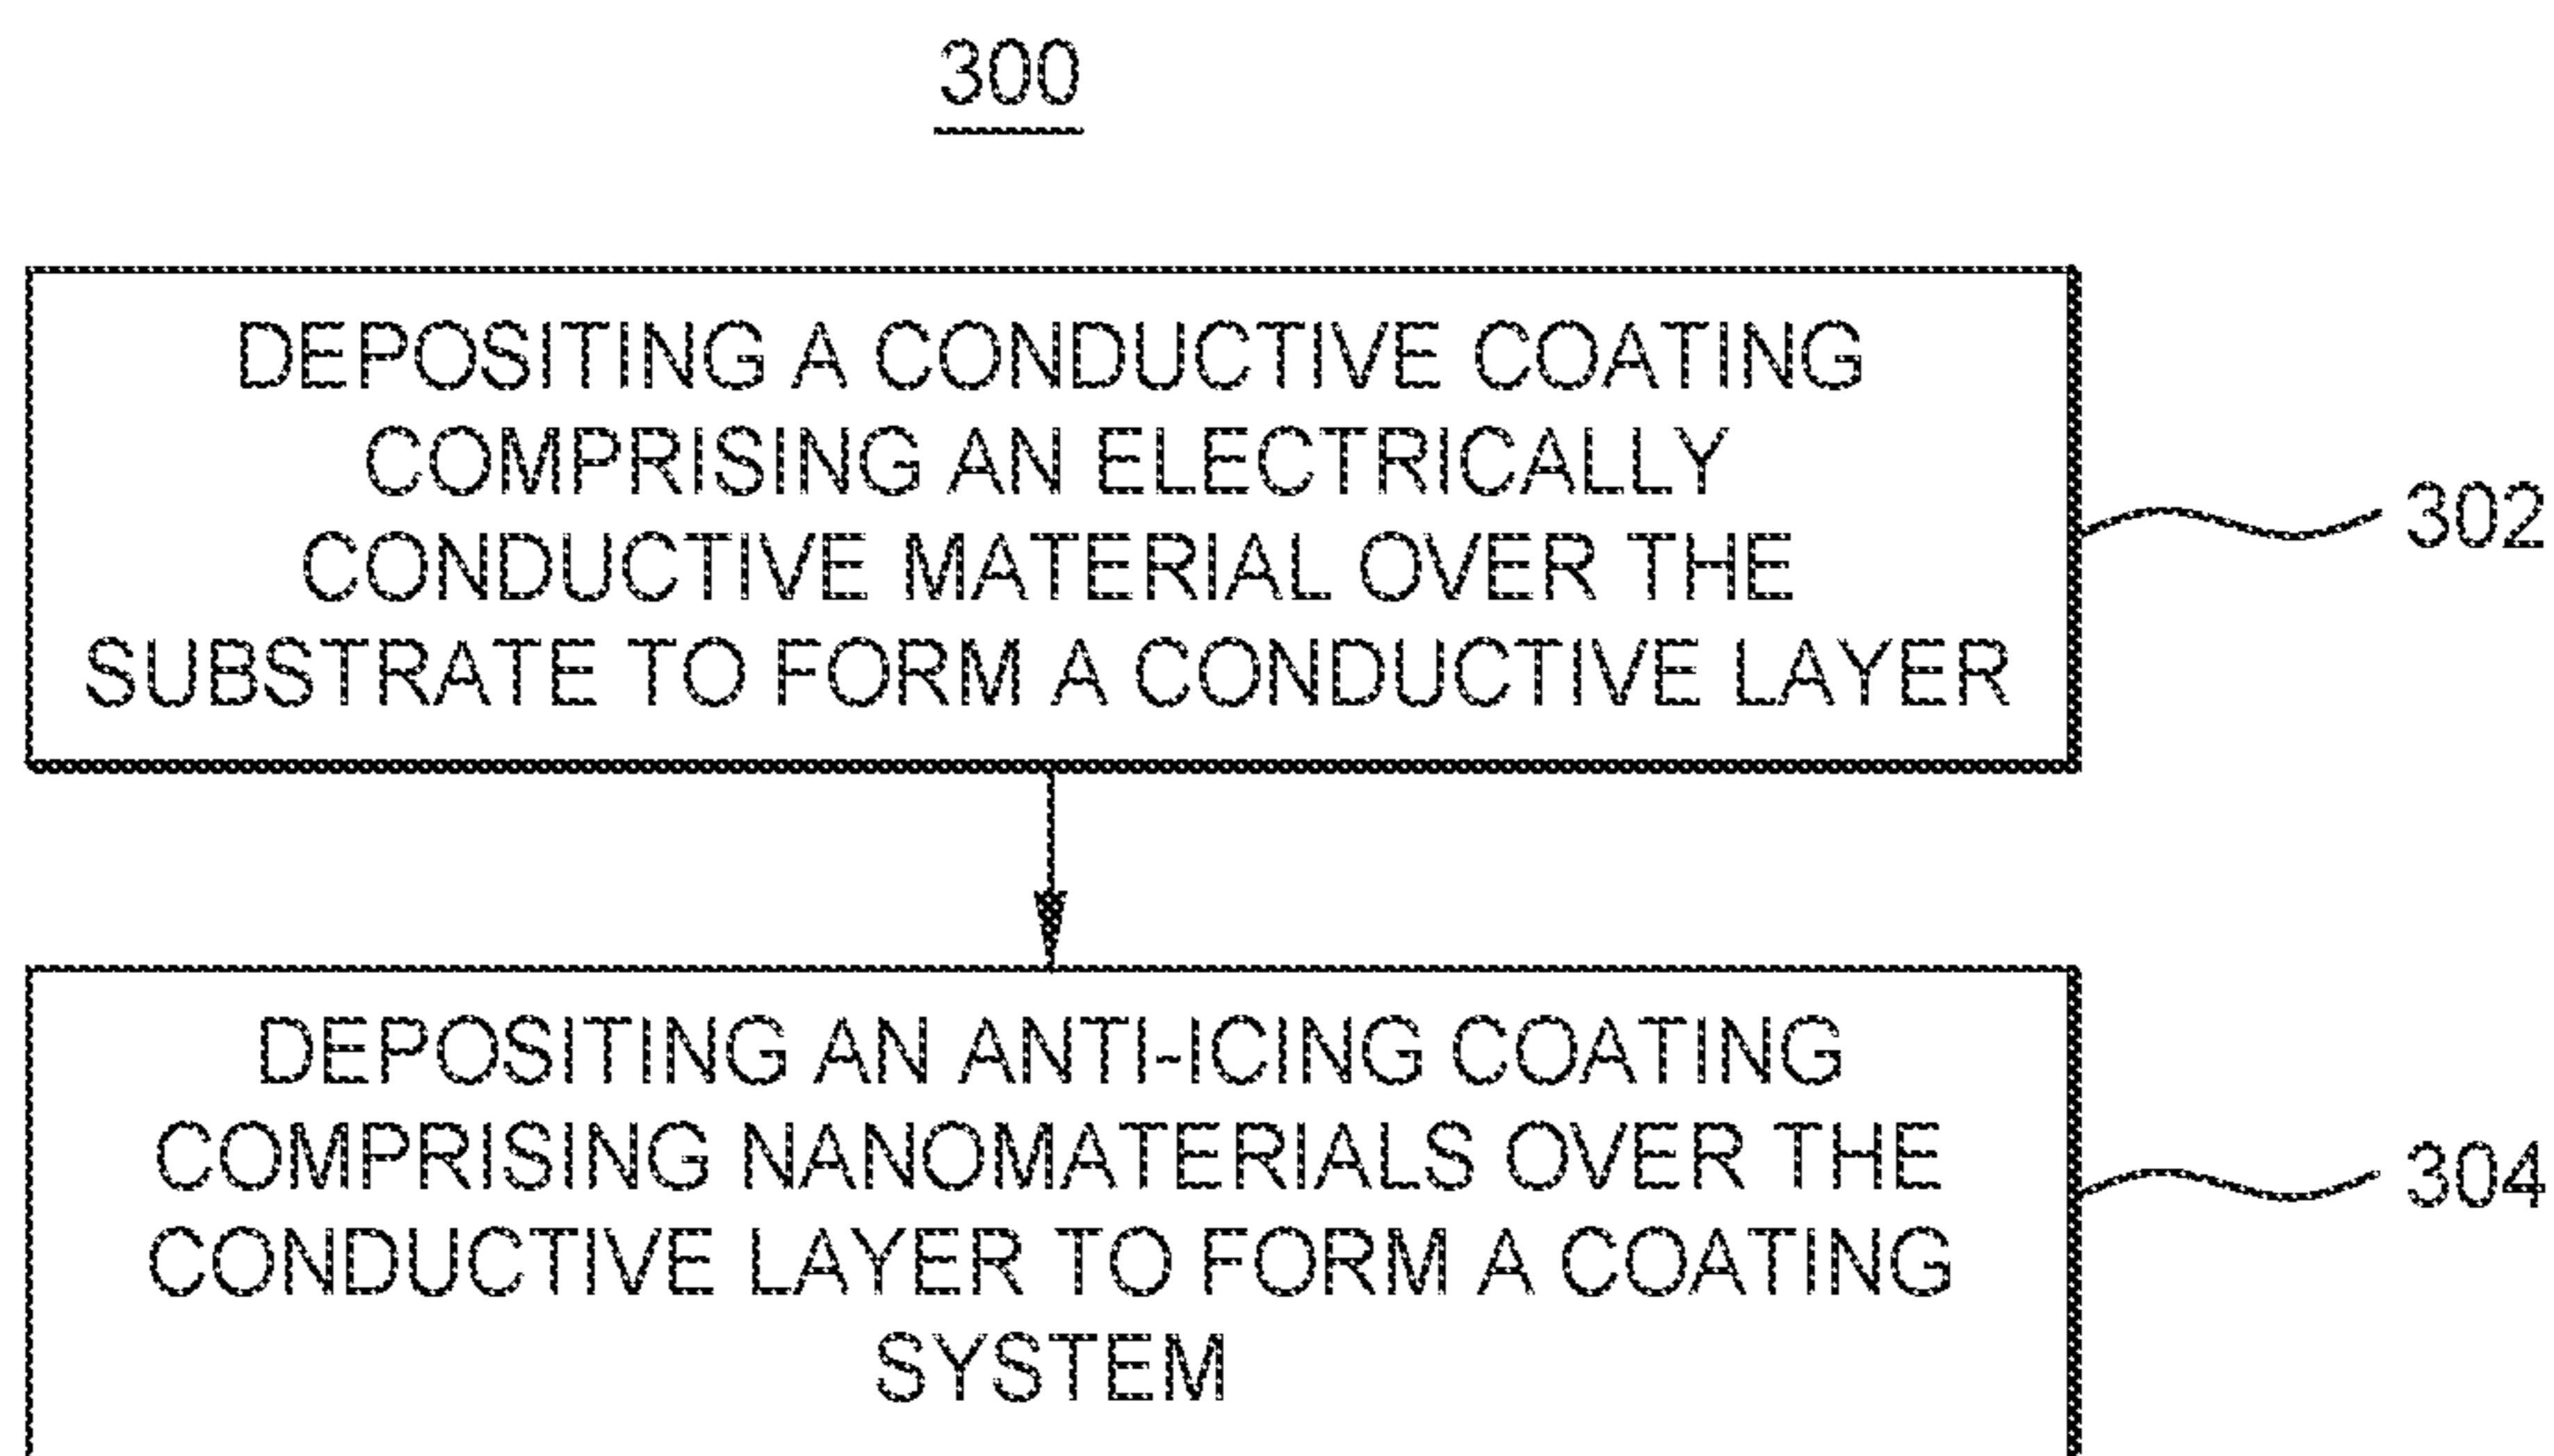 300
DEPOSITING A CONDUCTIVE COATING
COMPRISING AN ELECTRICALLY
CONDUCTIVE MATERIAL OVER THE
SUBSTRATE TO FORM A CONDUCTIVE LAYER
302
DEPOSITING AN ANTI-ICING COATING
COMPRISING NANOMATERIALS OVER THE
CONDUCTIVE LAYER TO FORM A COATING
SYSTEM
304